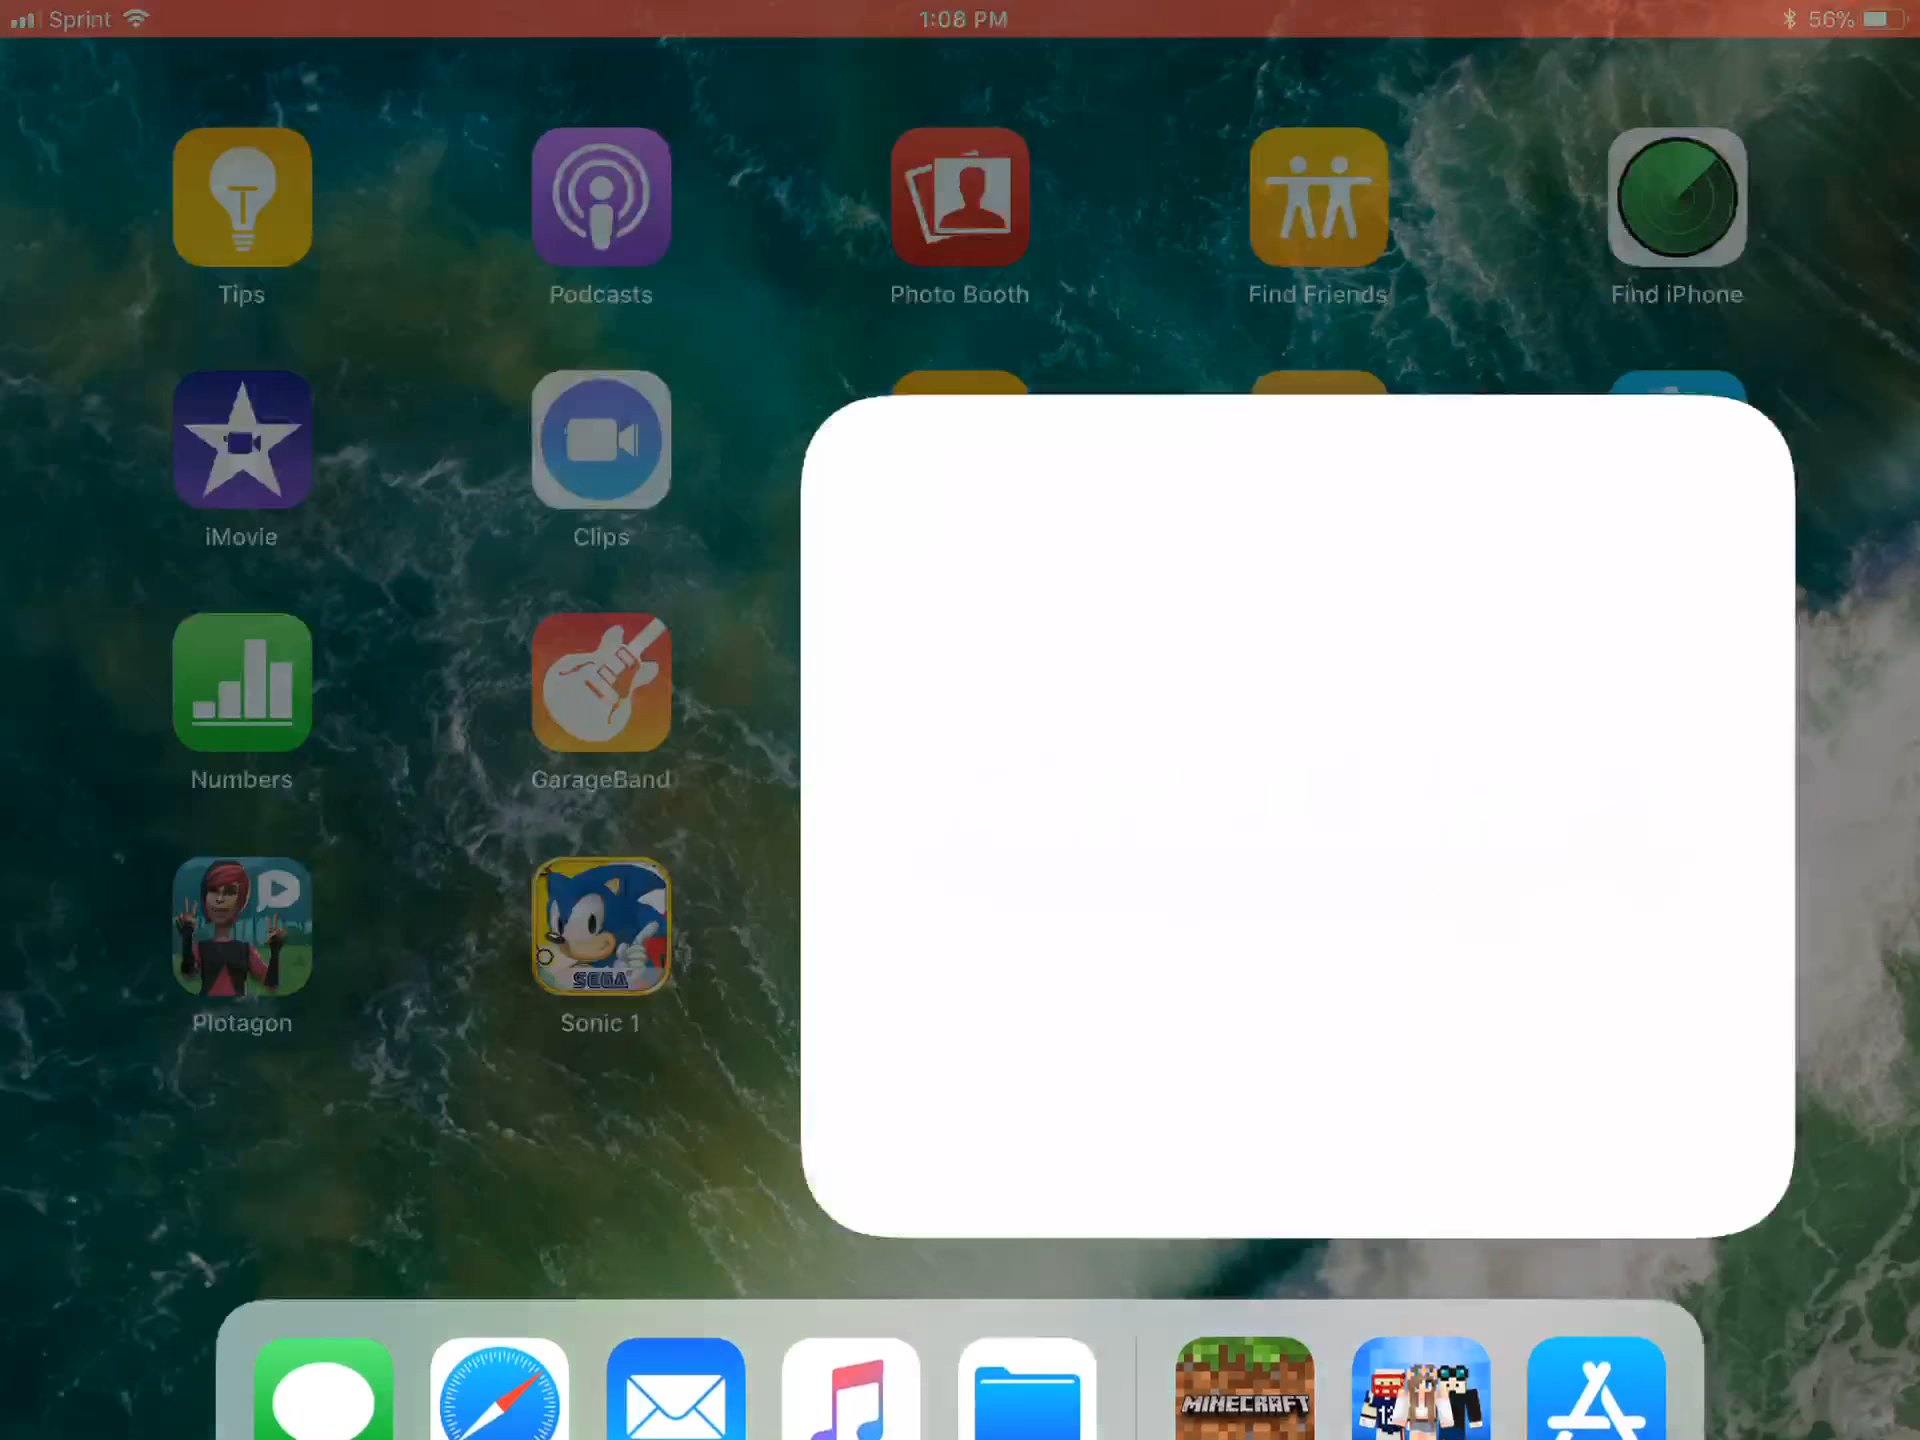 Sprint 1:08 PM 56%
Tips Podcasts Photo Booth Find Friends Find iPhone
iMovie Clips
Numbers GarageBand
SEGA
Plotagon Sonic 1
MINECRAFT
12